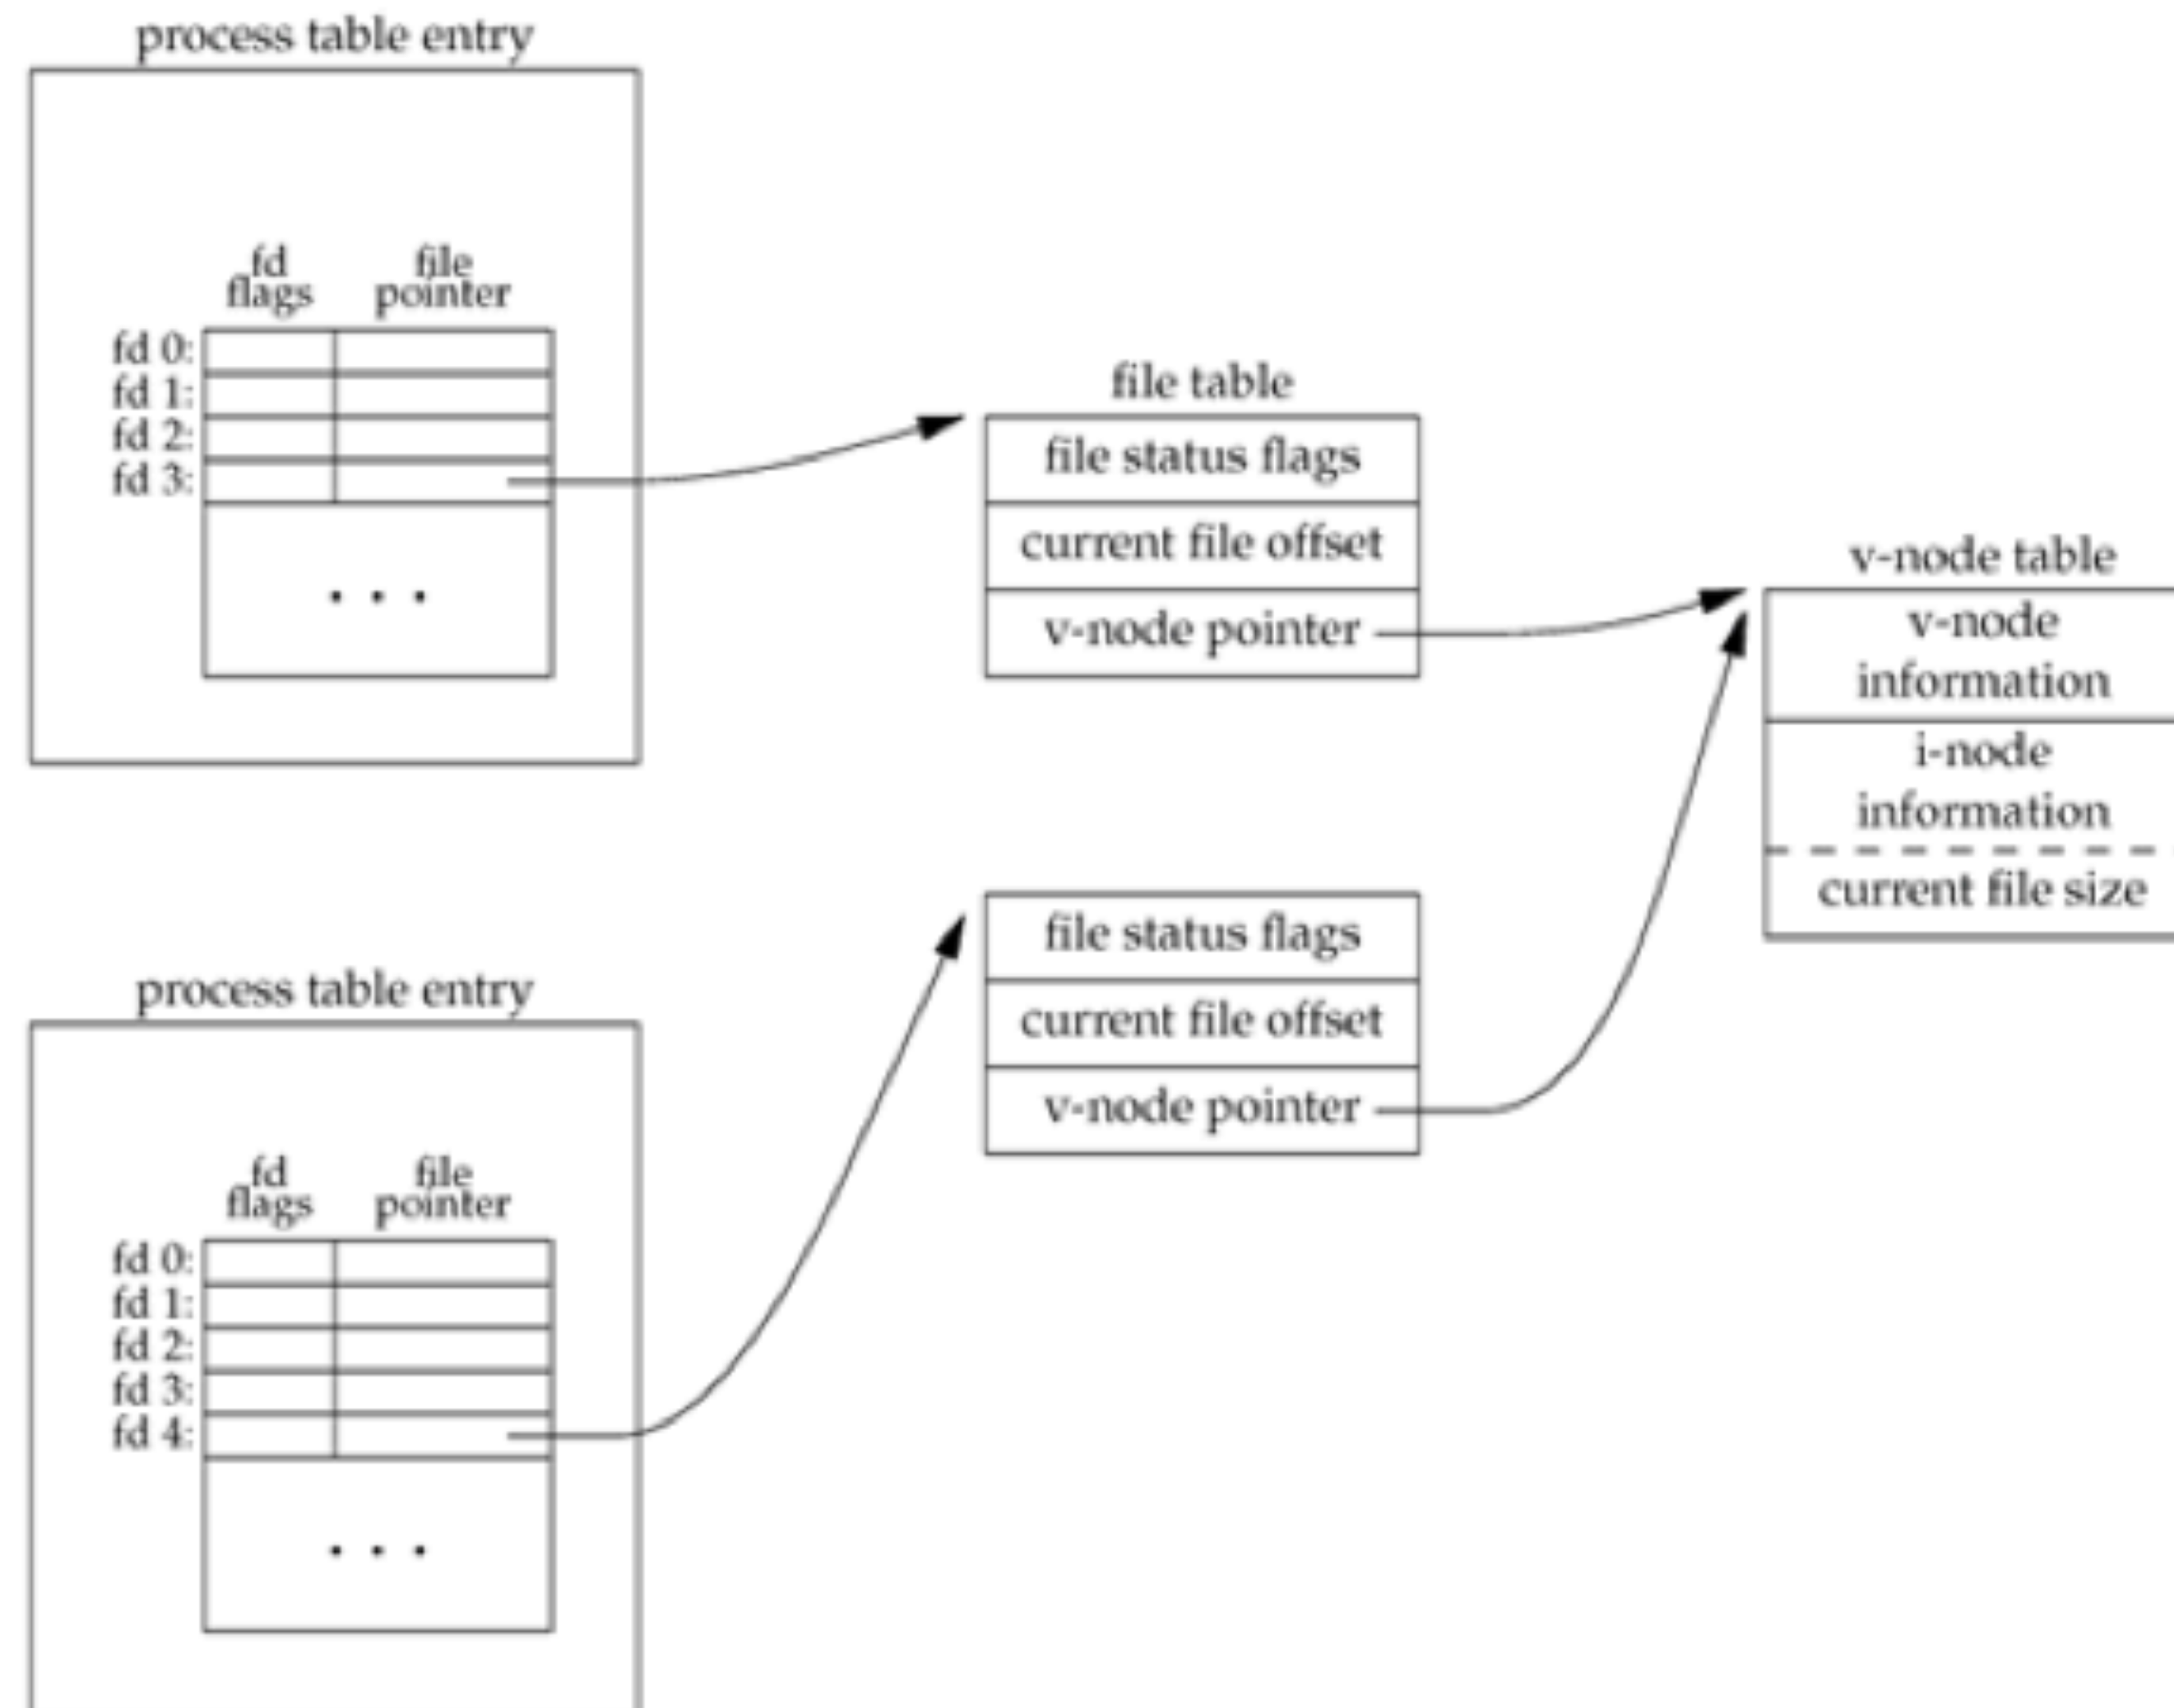 process table entry
fd
flags
file
pointer
fd 0:
fd 1:
fd 2:
fd 3:
. . .
file table
file status flags
current file offset
v-node pointer
v-node table
v-node
information
i-node
information
current file size
file status flags
current file offset
v-node pointer
process table entry
fd
flags
file
pointer
fd 0:
fd 1:
fd 2:
fd 3:
fd 4:
. . .